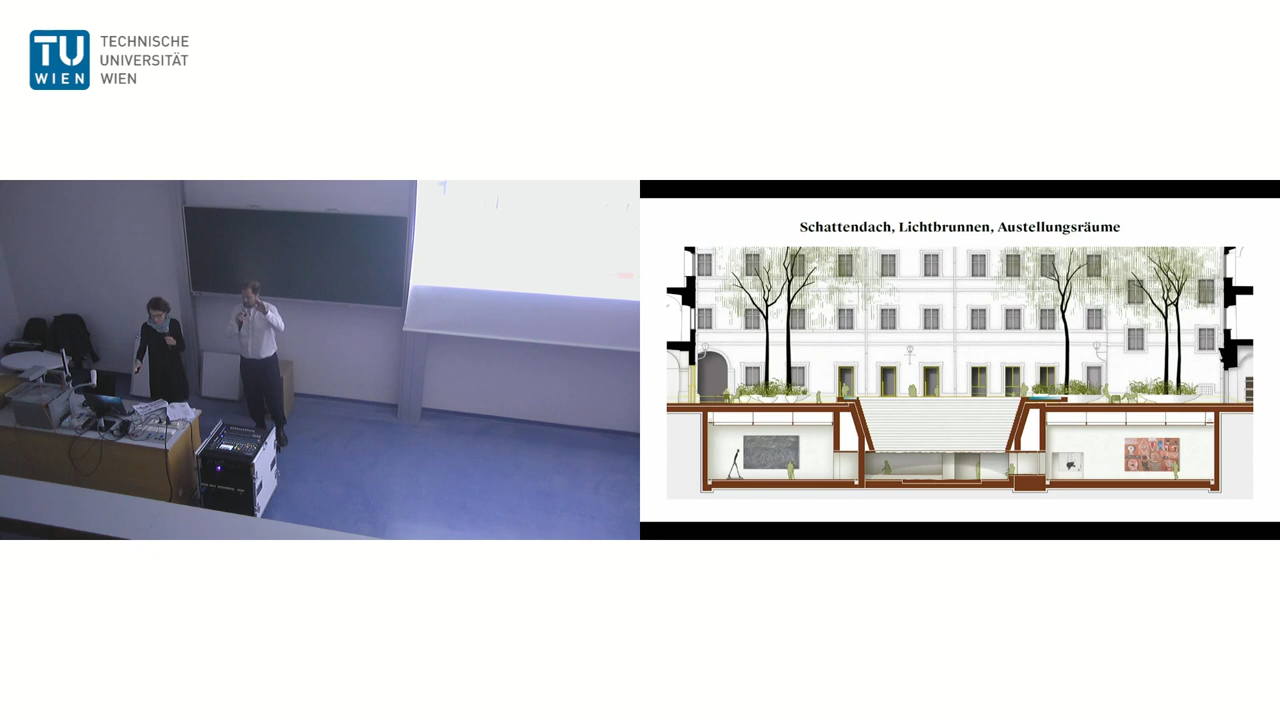 TU
WIEN
TECHNISCHE
UNIVERSITÄT
WIEN
Schattendach, Lichtbrunnen, Austellungsräume